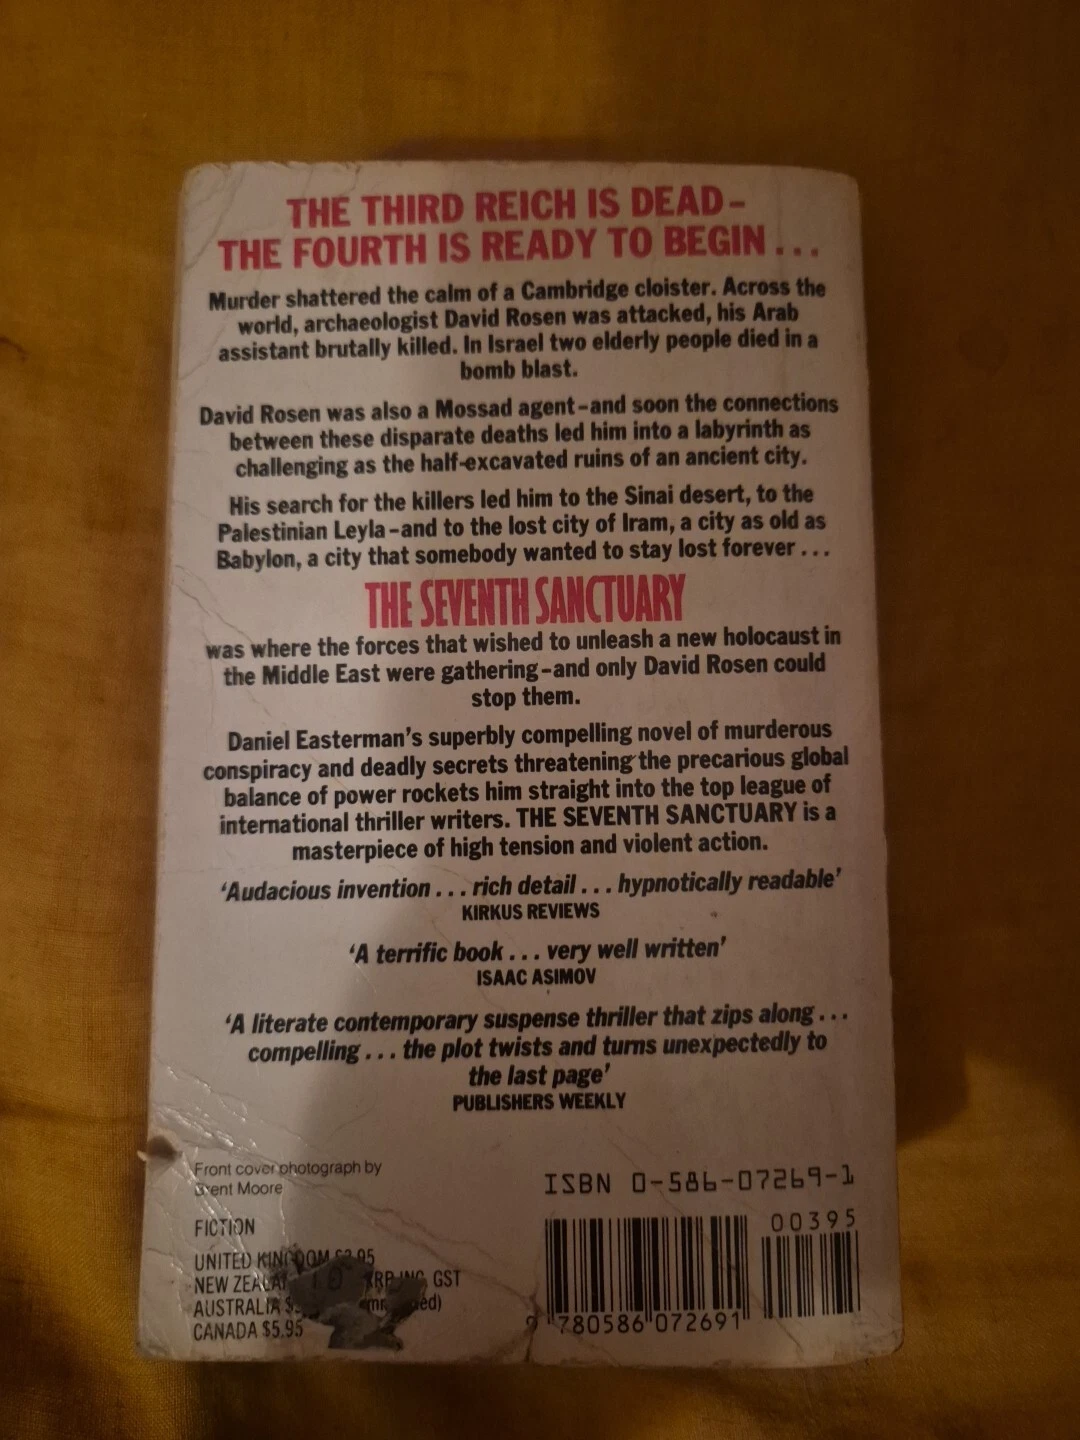 THE THIRD REICH IS DEAD–
THE FOURTH IS READY TO BEGIN...
Murder shattered the calm of a Cambridge cloister. Across the
world, archaeologist David Rosen was attacked, his Arab
assistant brutally killed. In Israel two elderly people died in a
bomb blast.
David Rosen was also a Mossad agent–and soon the connections
between these disparate deaths led him into a labyrinth as
challenging as the half-excavated ruins of an ancient city.
His search for the killers led him to the Sinai desert, to the
Palestinian Leyla–and to the lost city of Iram, a city as old as
Babylon, a city that somebody wanted to stay lost forever...
THE SEVENTH SANCTUARY
was where the forces that wished to unleash a new holocaust in
the Middle East were gathering–and only David Rosen could
stop them.
Daniel Easterman's superbly compelling novel of murderous
conspiracy and deadly secrets threatening the precarious global
balance of power rockets him straight into the top league of
international thriller writers. THE SEVENTH SANCTUARY is a
masterpiece of high tension and violent action.
'Audacious invention... rich detail... hypnotically readable'
KIRKUS REVIEWS
'A terrific book... very well written'
ISAAC ASIMOV
'A literate contemporary suspense thriller that zips along...
compelling... the plot twists and turns unexpectedly to
the last page'
PUBLISHERS WEEKLY
Front cover photograph by
Brent Moore
FICTION
UNITED KINGDOM
NEW GST
AUSTRALIA
CANADA $5.95
ISBN 0-586-07269-1
00395
9 780586 072691